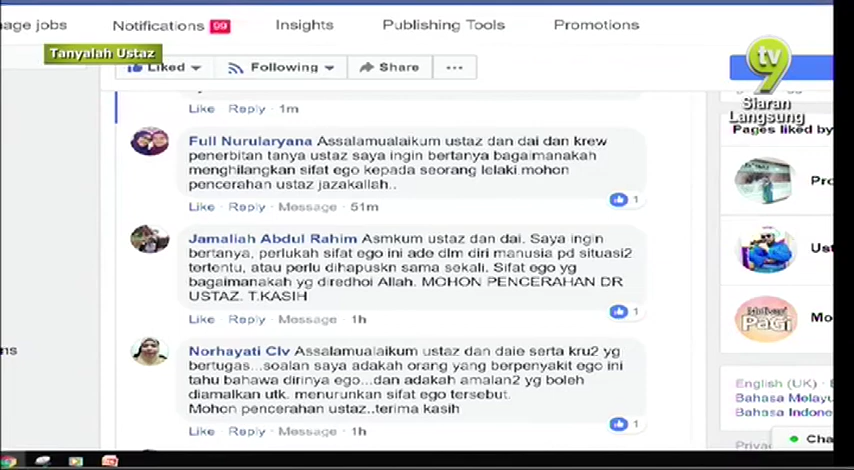 age jobs Notifications 99 Insights Publishing Tools Promotions
Tanyalah Ustaz
Liked Following Share ...
tv9
Siaran
Langsung
Like · Reply · 1m
Pages liked by
Full Nurularyana Assalamualaikum ustaz dan dai dan krew
penerbitan tanya ustaz saya ingin bertanya bagaimanakah
menghilangkan sifat ego kepada seorang lelaki mohon
pencerahan ustaz jazakallah..
1
Like · Reply · Message · 51m
Pro
Jamaliah Abdul Rahim Asmkum ustaz dan dai. Saya ingin
bertanya, perlukah sifat ego ini ade dlm diri manusia pd situasi2
tertentu, atau perlu dihapuskn sama sekali. Sifat ego yg
bagaimanakah yg diredhoi Allah. MOHON PENCERAHAN DR
USTAZ. T.KASIH
1
Like · Reply · Message · 1h
Ust
Mo
PaGi
Norhayati Clv Assalamualaikum ustaz dan daie serta kru2 yg
bertugas...soalan saya adakah orang yang berpenyakit ego ini
tahu bahawa dirinya ego...dan adakah amalan2 yg boleh
diamalkan utk. menurunkan sifat ego tersebut.
Mohon pencerahan ustaz..terima kasih
1
Like · Reply · Message · 1h
ns
English (UK) ·
Bahasa Melayu
Bahasa Indone
Cha
Privac